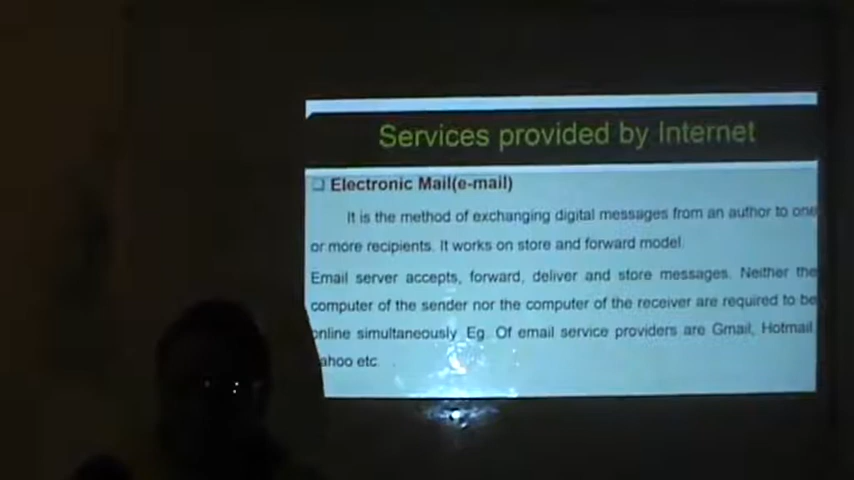 Services provided by Internet
Electronic Mail(e-mail)
It is the method of exchanging digital messages from an author to one
or more recipients. It works on store and forward model.
Email server accepts, forward, deliver and store messages. Neither the
computer of the sender nor the computer of the receiver are required to be
online simultaneously. Eg. Of email service providers are Gmail, Hotmail,
ahoo etc.